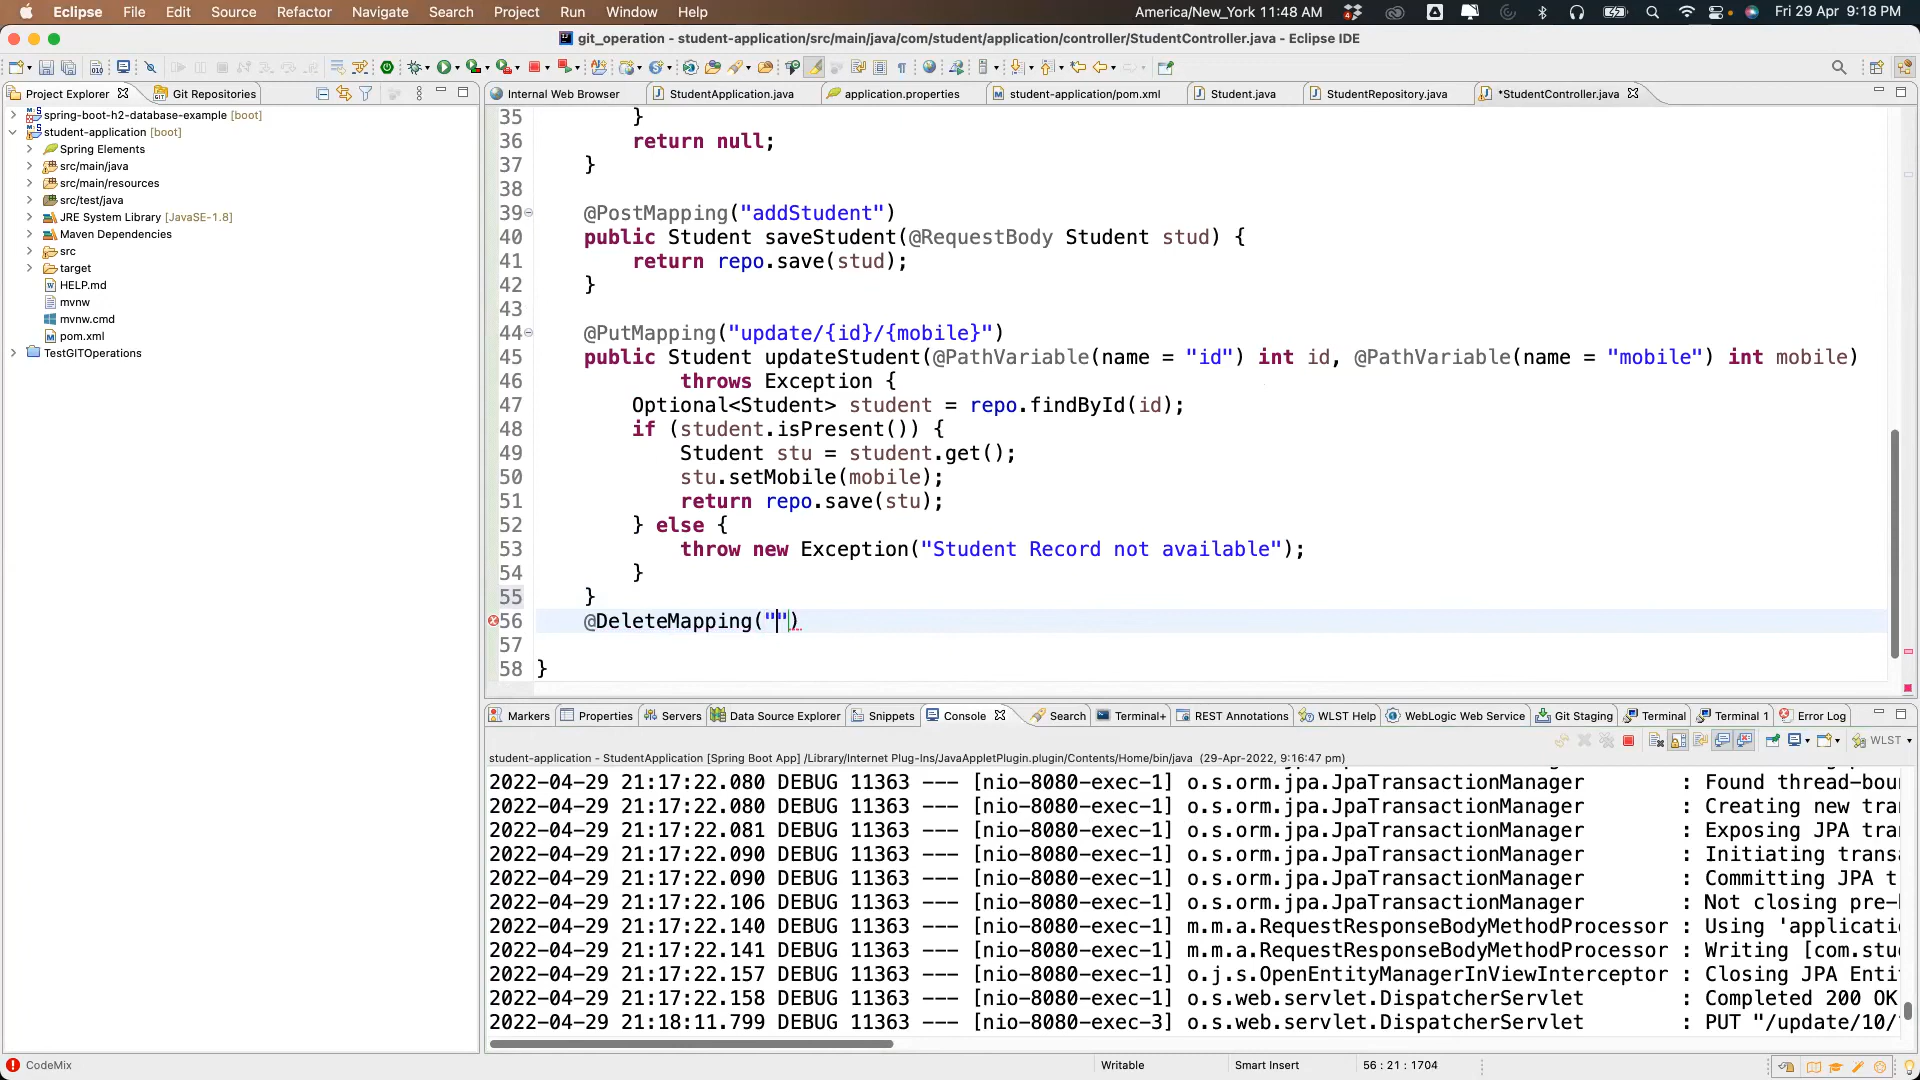 Eclipse File Edit Source Refactor Navigate Search Project Run Window Help America/New_York 11:48 AM Fri 29 Apr 9:18 PM
git_operation - student-application/src/main/java/com/student/application/controller/StudentController.java - Eclipse IDE
Project Explorer Git Repositories
Internal Web Browser StudentApplication.java application.properties student-application/pom.xml Student.java StudentRepository.java *StudentController.java
spring-boot-h2-database-example [boot]
student-application [boot]
Spring Elements
src/main/java
src/main/resources
src/test/java
JRE System Library [JavaSE-1.8]
Maven Dependencies
src
target
HELP.md
mvnw
mvnw.cmd
pom.xml
TestGITOperations
35 }
36 return null;
37 }
38
39 @PostMapping("addStudent")
40 public Student saveStudent(@RequestBody Student stud) {
41 return repo.save(stud);
42 }
43
44 @PutMapping("update/{id}/{mobile}")
45 public Student updateStudent(@PathVariable(name = "id") int id, @PathVariable(name = "mobile") int mobile)
46 throws Exception {
47 Optional<Student> student = repo.findById(id);
48 if (student.isPresent()) {
49 Student stu = student.get();
50 stu.setMobile(mobile);
51 return repo.save(stu);
52 } else {
53 throw new Exception("Student Record not available");
54 }
55 }
56 @DeleteMapping("")
57
58 }
Markers Properties Servers Data Source Explorer Snippets Console Search Terminal+ REST Annotations WLST Help WebLogic Web Service Git Staging Terminal Terminal 1 Error Log
WLST
student-application - StudentApplication [Spring Boot App] /Library/Internet Plug-Ins/JavaAppletPlugin.plugin/Contents/Home/bin/java (29-Apr-2022, 9:16:47 pm)
2022-04-29 21:17:22.080 DEBUG 11363 --- [nio-8080-exec-1] o.s.orm.jpa.JpaTransactionManager : Found thread-bou
2022-04-29 21:17:22.080 DEBUG 11363 --- [nio-8080-exec-1] o.s.orm.jpa.JpaTransactionManager : Creating new tra
2022-04-29 21:17:22.081 DEBUG 11363 --- [nio-8080-exec-1] o.s.orm.jpa.JpaTransactionManager : Exposing JPA tra
2022-04-29 21:17:22.090 DEBUG 11363 --- [nio-8080-exec-1] o.s.orm.jpa.JpaTransactionManager : Initiating trans
2022-04-29 21:17:22.090 DEBUG 11363 --- [nio-8080-exec-1] o.s.orm.jpa.JpaTransactionManager : Committing JPA t
2022-04-29 21:17:22.106 DEBUG 11363 --- [nio-8080-exec-1] o.s.orm.jpa.JpaTransactionManager : Not closing pre-
2022-04-29 21:17:22.140 DEBUG 11363 --- [nio-8080-exec-1] m.m.a.RequestResponseBodyMethodProcessor : Using 'applicati
2022-04-29 21:17:22.141 DEBUG 11363 --- [nio-8080-exec-1] m.m.a.RequestResponseBodyMethodProcessor : Writing [com.stu
2022-04-29 21:17:22.157 DEBUG 11363 --- [nio-8080-exec-1] o.j.s.OpenEntityManagerInViewInterceptor : Closing JPA Enti
2022-04-29 21:17:22.158 DEBUG 11363 --- [nio-8080-exec-1] o.s.web.servlet.DispatcherServlet : Completed 200 OK
2022-04-29 21:18:11.799 DEBUG 11363 --- [nio-8080-exec-3] o.s.web.servlet.DispatcherServlet : PUT "/update/10/
CodeMix Writable Smart Insert 56 : 21 : 1704